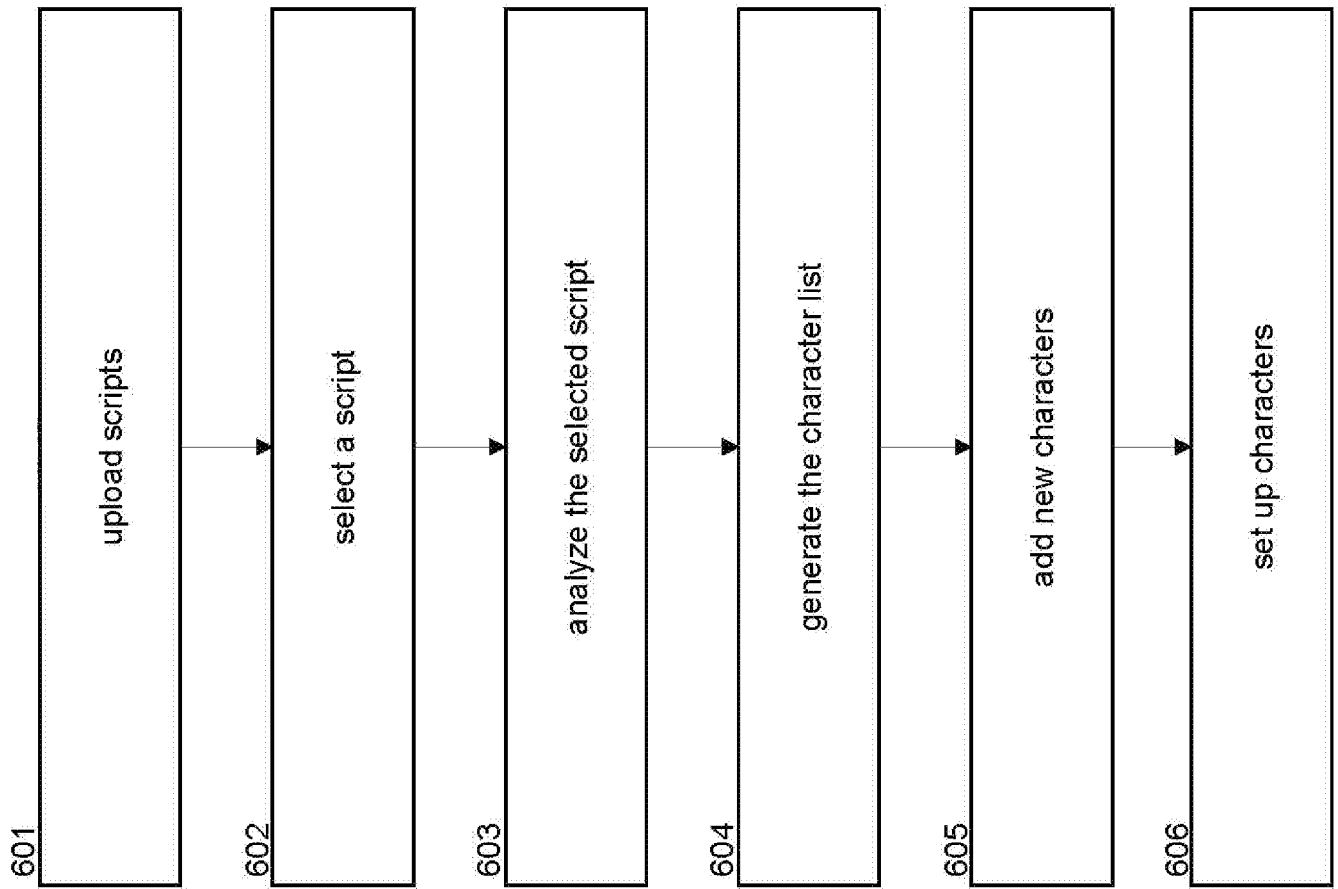 601
upload scripts
602
select a script
603
analyze the selected script
604
generate the character list
605
add new characters
606
set up characters